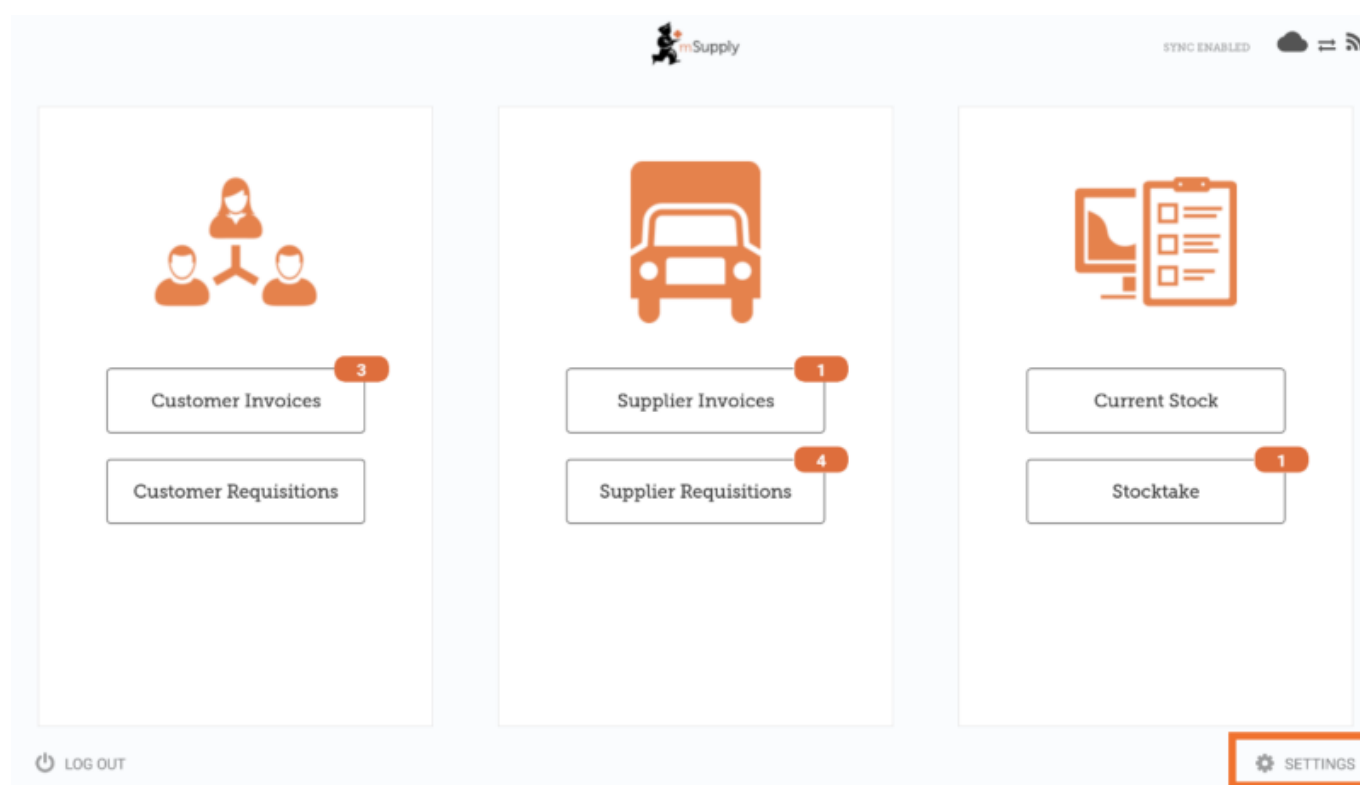 mSupply
SYNC ENABLED
3
Customer Invoices
Customer Requisitions
1
Supplier Invoices
4
Supplier Requisitions
Current Stock
1
Stocktake
LOG OUT
SETTINGS